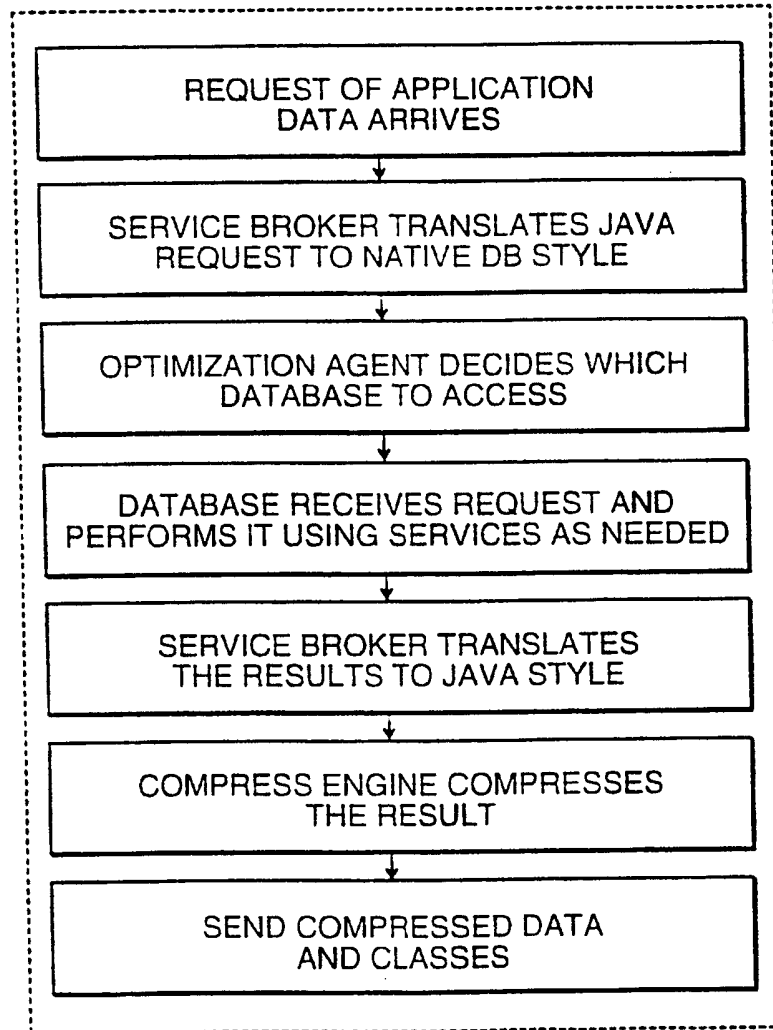 REQUEST OF APPLICATION
DATA ARRIVES
SERVICE BROKER TRANSLATES JAVA
REQUEST TO NATIVE DB STYLE
OPTIMIZATION AGENT DECIDES WHICH
DATABASE TO ACCESS
DATABASE RECEIVES REQUEST AND
PERFORMS IT USING SERVICES AS NEEDED
SERVICE BROKER TRANSLATES
THE RESULTS TO JAVA STYLE
COMPRESS ENGINE COMPRESSES
THE RESULT
SEND COMPRESSED DATA
AND CLASSES